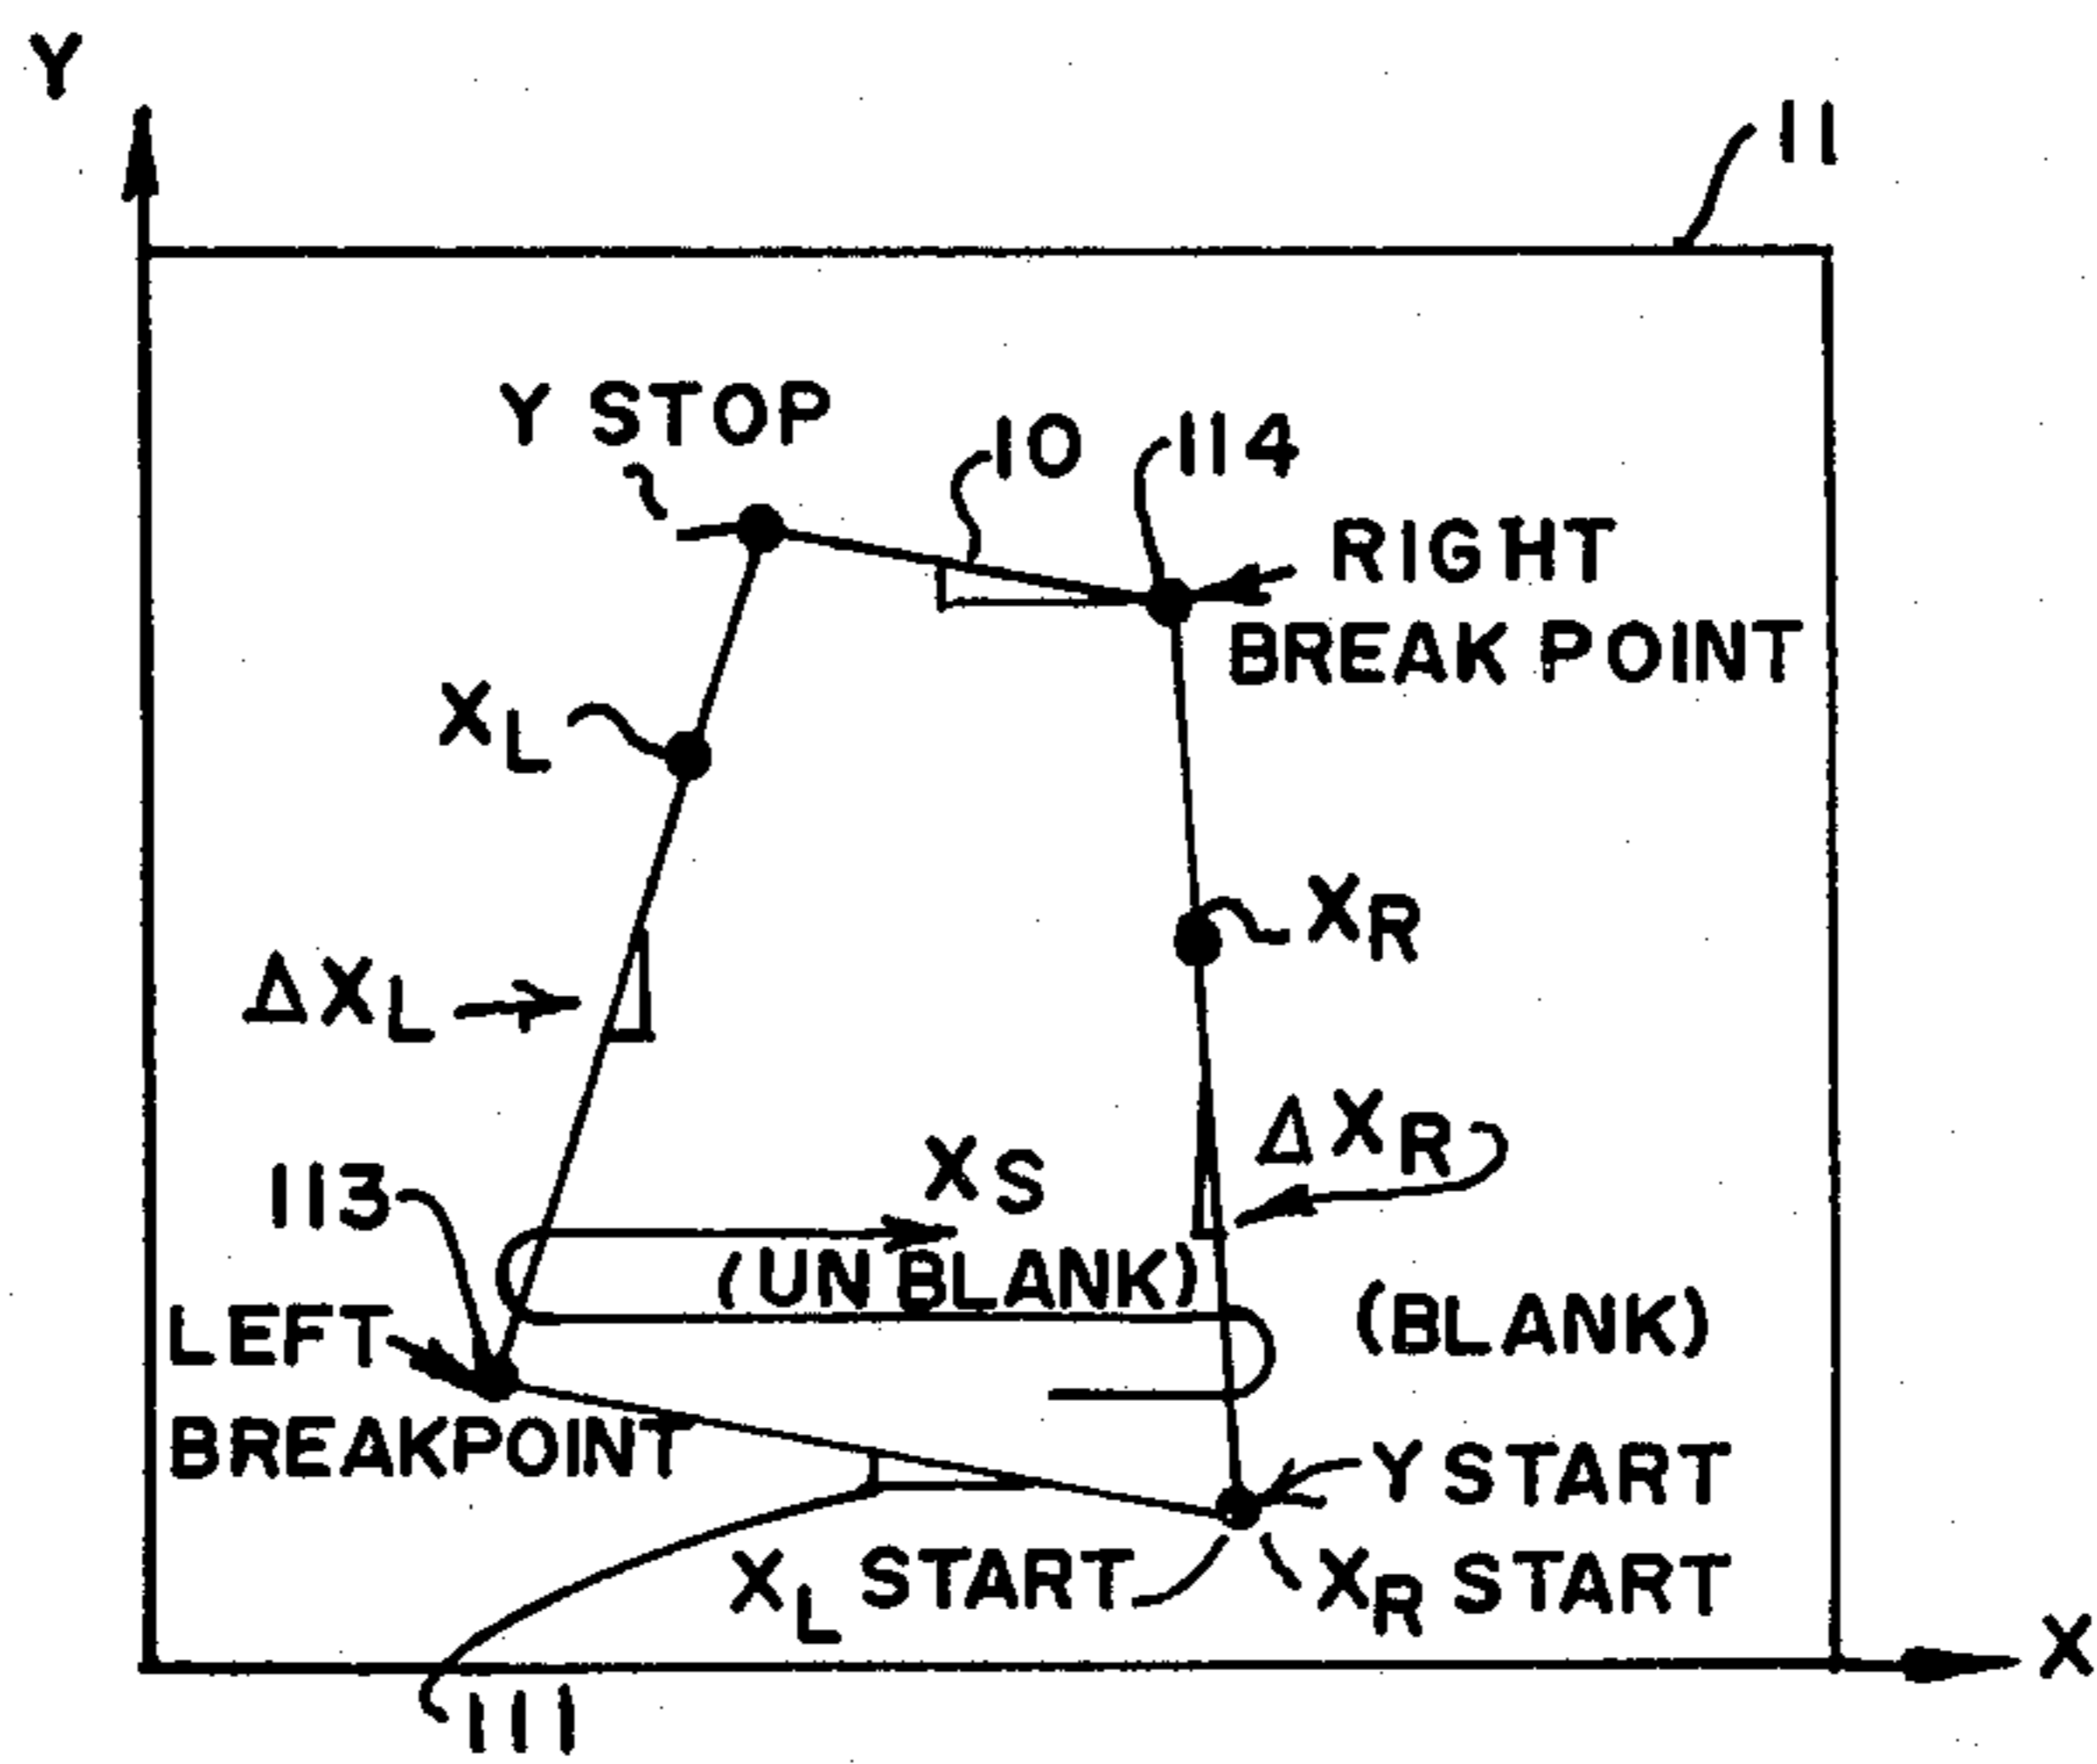 Y
11
Y STOP
10
114
RIGHT
BREAK POINT
XL
XR
ΔXL
ΔXR
113
XS
(UN BLANK)
LEFT
(BLANK)
BREAKPOINT
Y START
XL START
XR START
X
111